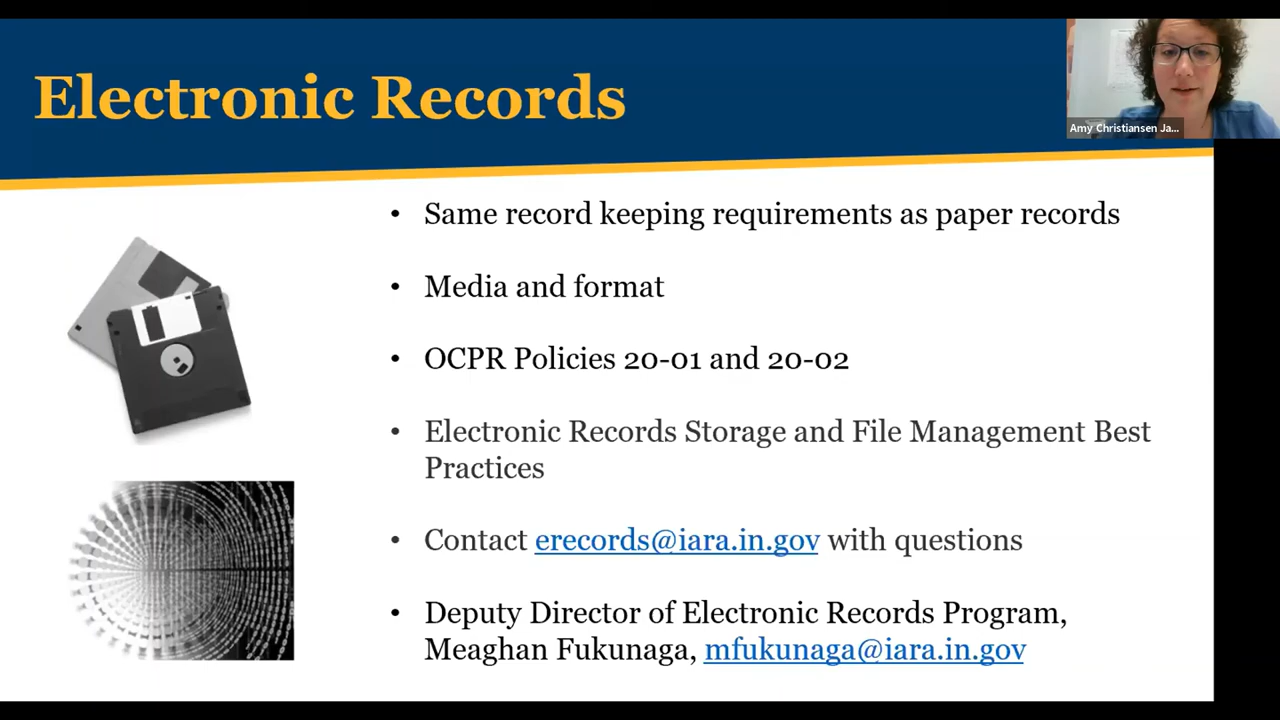 Electronic Records
Amy Christiansen Ja...
• Same record keeping requirements as paper records
• Media and format
• OCPR Policies 20-01 and 20-02
• Electronic Records Storage and File Management Best
Practices
• Contact erecords@iara.in.gov with questions
• Deputy Director of Electronic Records Program,
Meaghan Fukunaga, mfukunaga@iara.in.gov